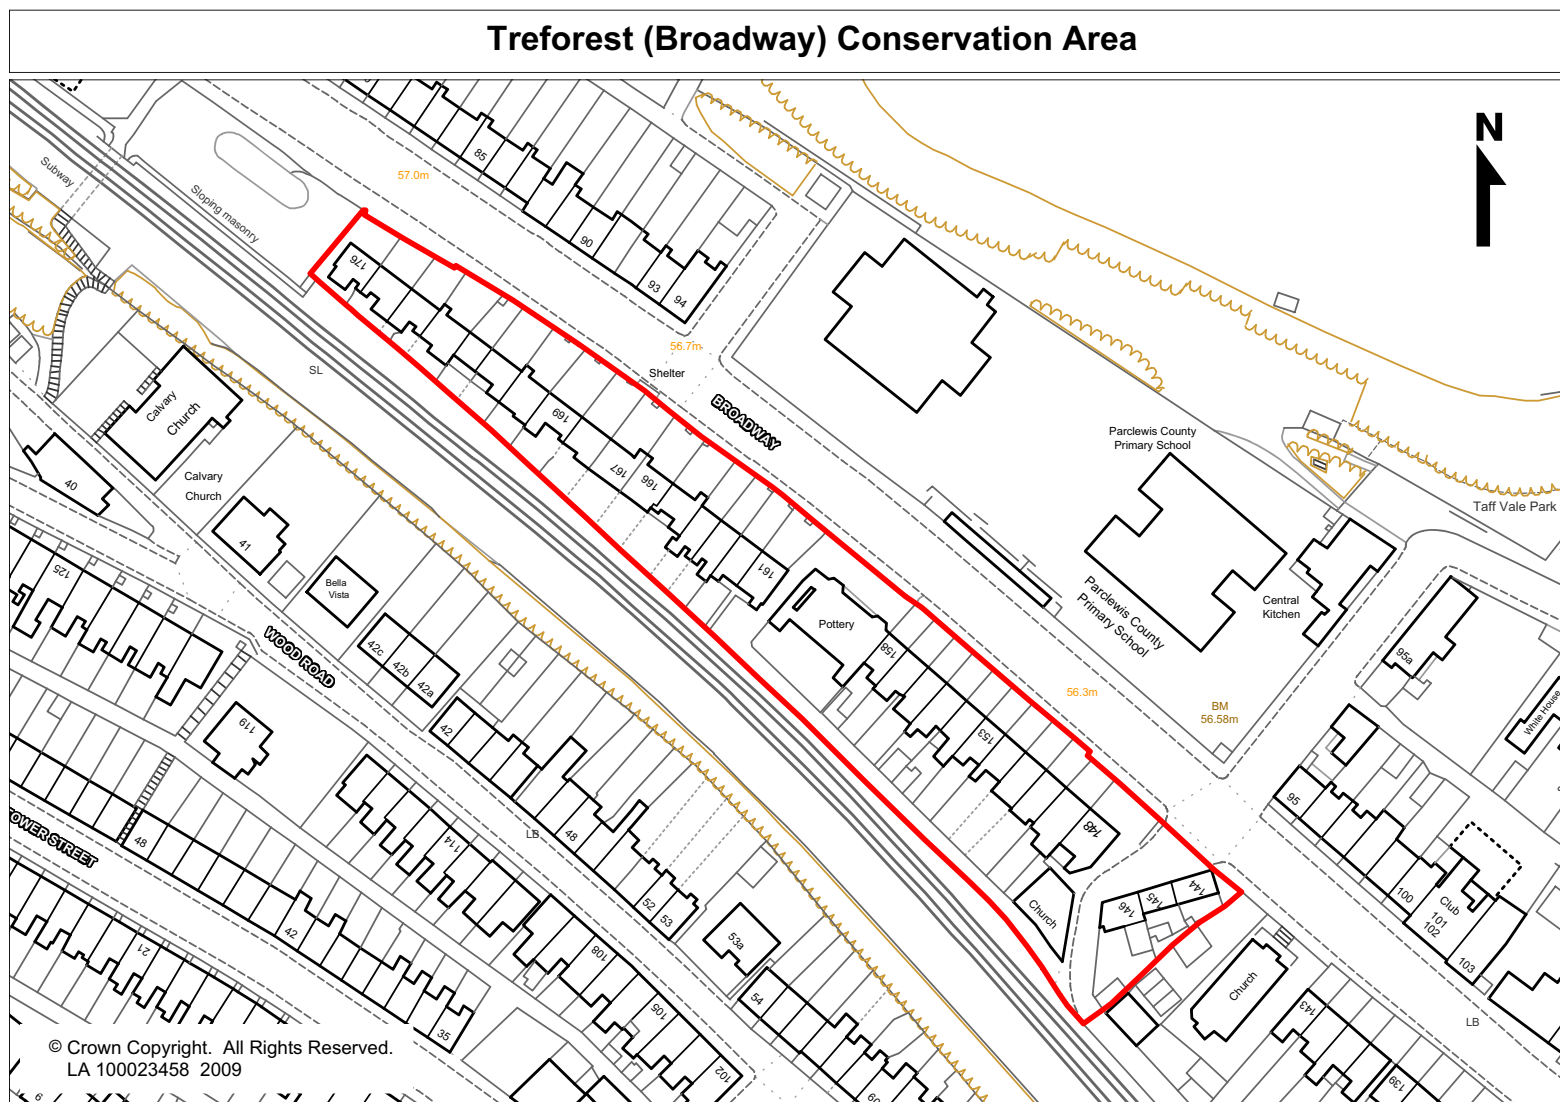 Treforest (Broadway) Conservation Area
N
Subway
Sloping masonry
57.0m
85
90
93
94
176
56.7m
Shelter
BROADWAY
SL
169
167
166
161
Calvary
Church
Calvary
Church
40
41
Bella
Vista
125
WOOD ROAD
42c
42b
42a
42
119
Pottery
158
153
148
Parclewis County
Primary School
Parclewis County
Primary School
Central
Kitchen
Taff Vale Park
95a
White House
56.3m
BM
56.58m
95
100
Club
101
102
103
LB
144
145
146
Church
Church
143
139
TOWER STREET
48
114
LB
48
52
53
53a
54
42
21
35
108
105
102
© Crown Copyright. All Rights Reserved.
LA 100023458 2009